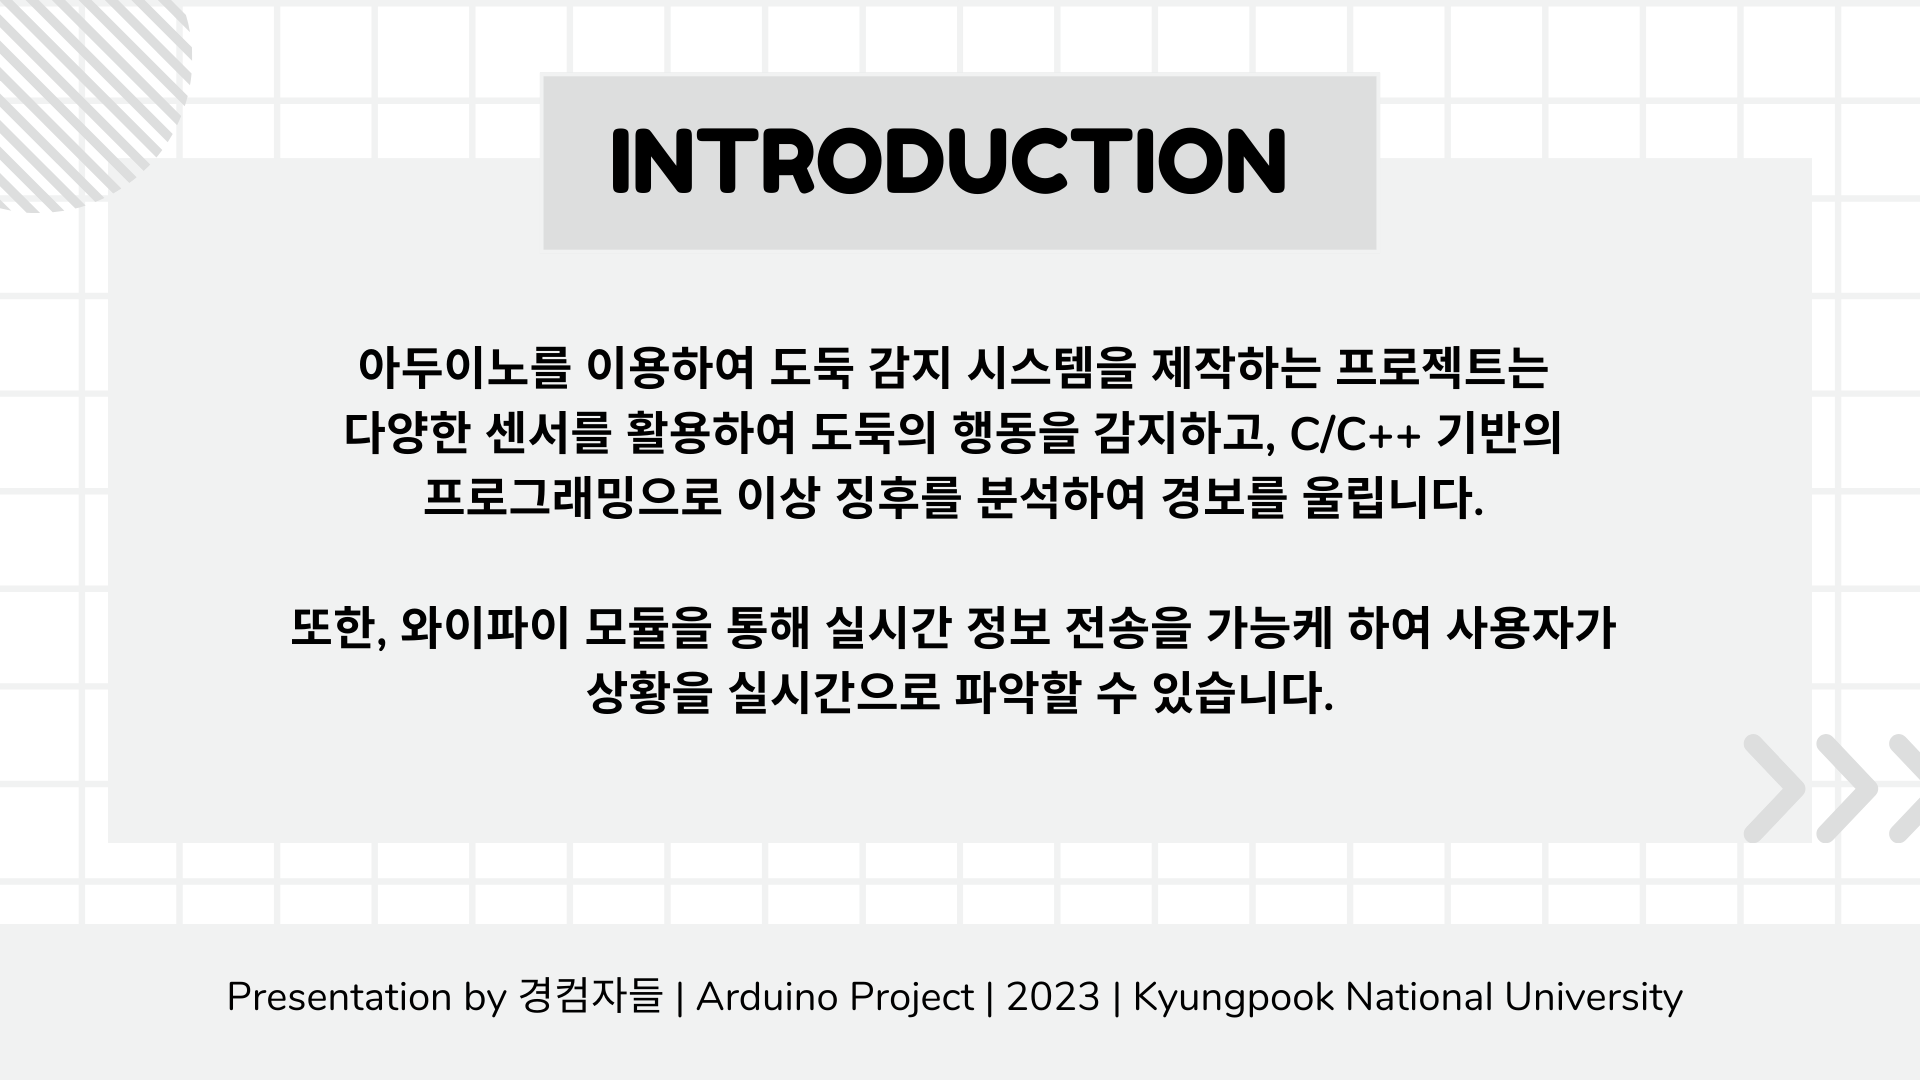 INTRODUCTION
아두이노를 이용하여 도둑 감지 시스템을 제작하는 프로젝트는
다양한 센서를 활용하여 도둑의 행동을 감지하고, C/C++ 기반의
프로그래밍으로 이상 징후를 분석하여 경보를 울립니다.
또한, 와이파이 모듈을 통해 실시간 정보 전송을 가능케 하여 사용자가
상황을 실시간으로 파악할 수 있습니다.
Presentation by 경컴자들 | Arduino Project | 2023 | Kyungpook National University